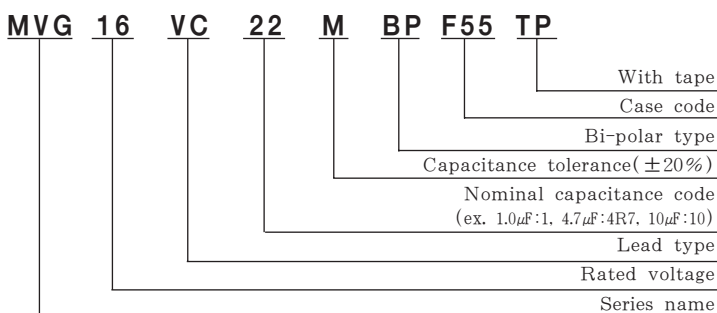 MVG 16 VC 22 M BP F55 TP
With tape
Case code
Bi-polar type
Capacitance tolerance(±20%)
Nominal capacitance code
(ex. 1.0μF:1, 4.7μF:4R7, 10μF:10)
Lead type
Rated voltage
Series name